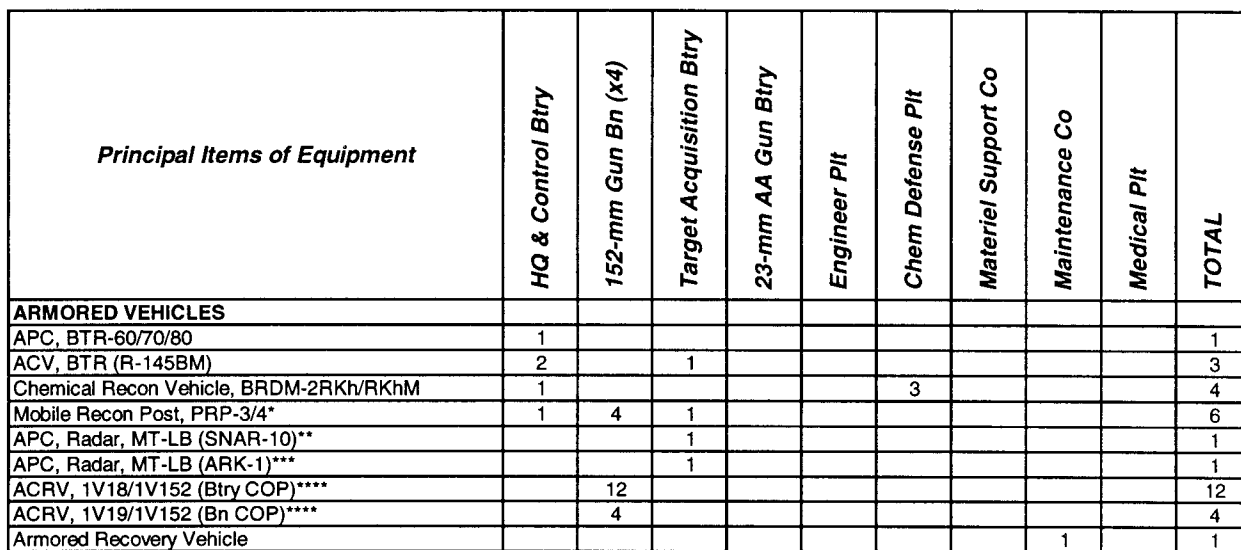 Principal Items of Equipment
HQ & Control Btry
152-mm Gun Bn (x4)
Target Acquisition Btry
23-mm AA Gun Btry
Engineer Plt
Chem Defense Plt
Materiel Support Co
Maintenance Co
Medical Plt
TOTAL
ARMORED VEHICLES
APC, BTR-60/70/80 1 1
ACV, BTR (R-145BM) 2 1 3
Chemical Recon Vehicle, BRDM-2RKh/RKhM 1 3 4
Mobile Recon Post, PRP-3/4* 1 4 1 6
APC, Radar, MT-LB (SNAR-10)** 1 1
APC, Radar, MT-LB (ARK-1)*** 1 1
ACRV, 1V18/1V152 (Btry COP)**** 12 12
ACRV, 1V19/1V152 (Bn COP)**** 4 4
Armored Recovery Vehicle 1 1